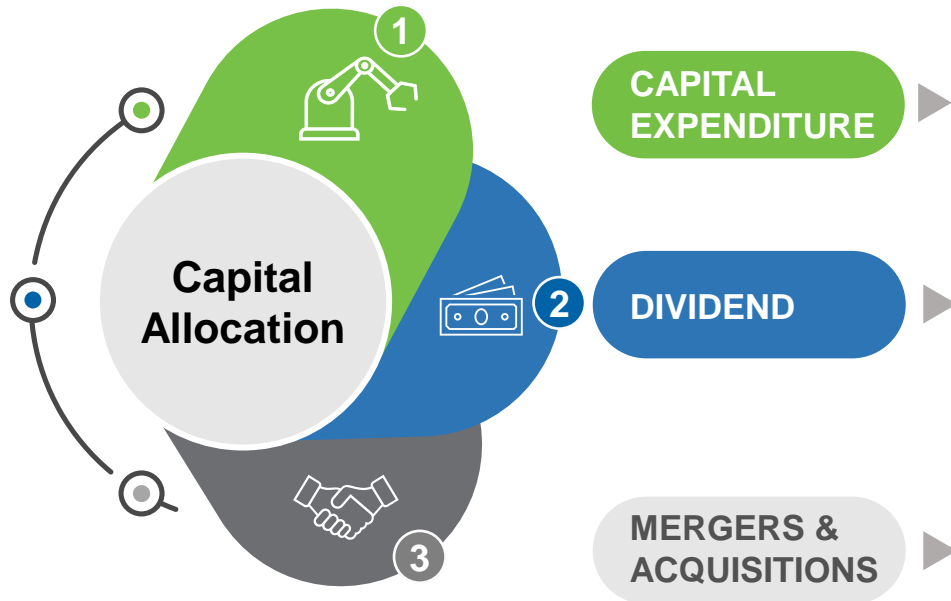 1
CAPITAL
EXPENDITURE
Capital
Allocation
2
DIVIDEND
3
MERGERS &
ACQUISITIONS